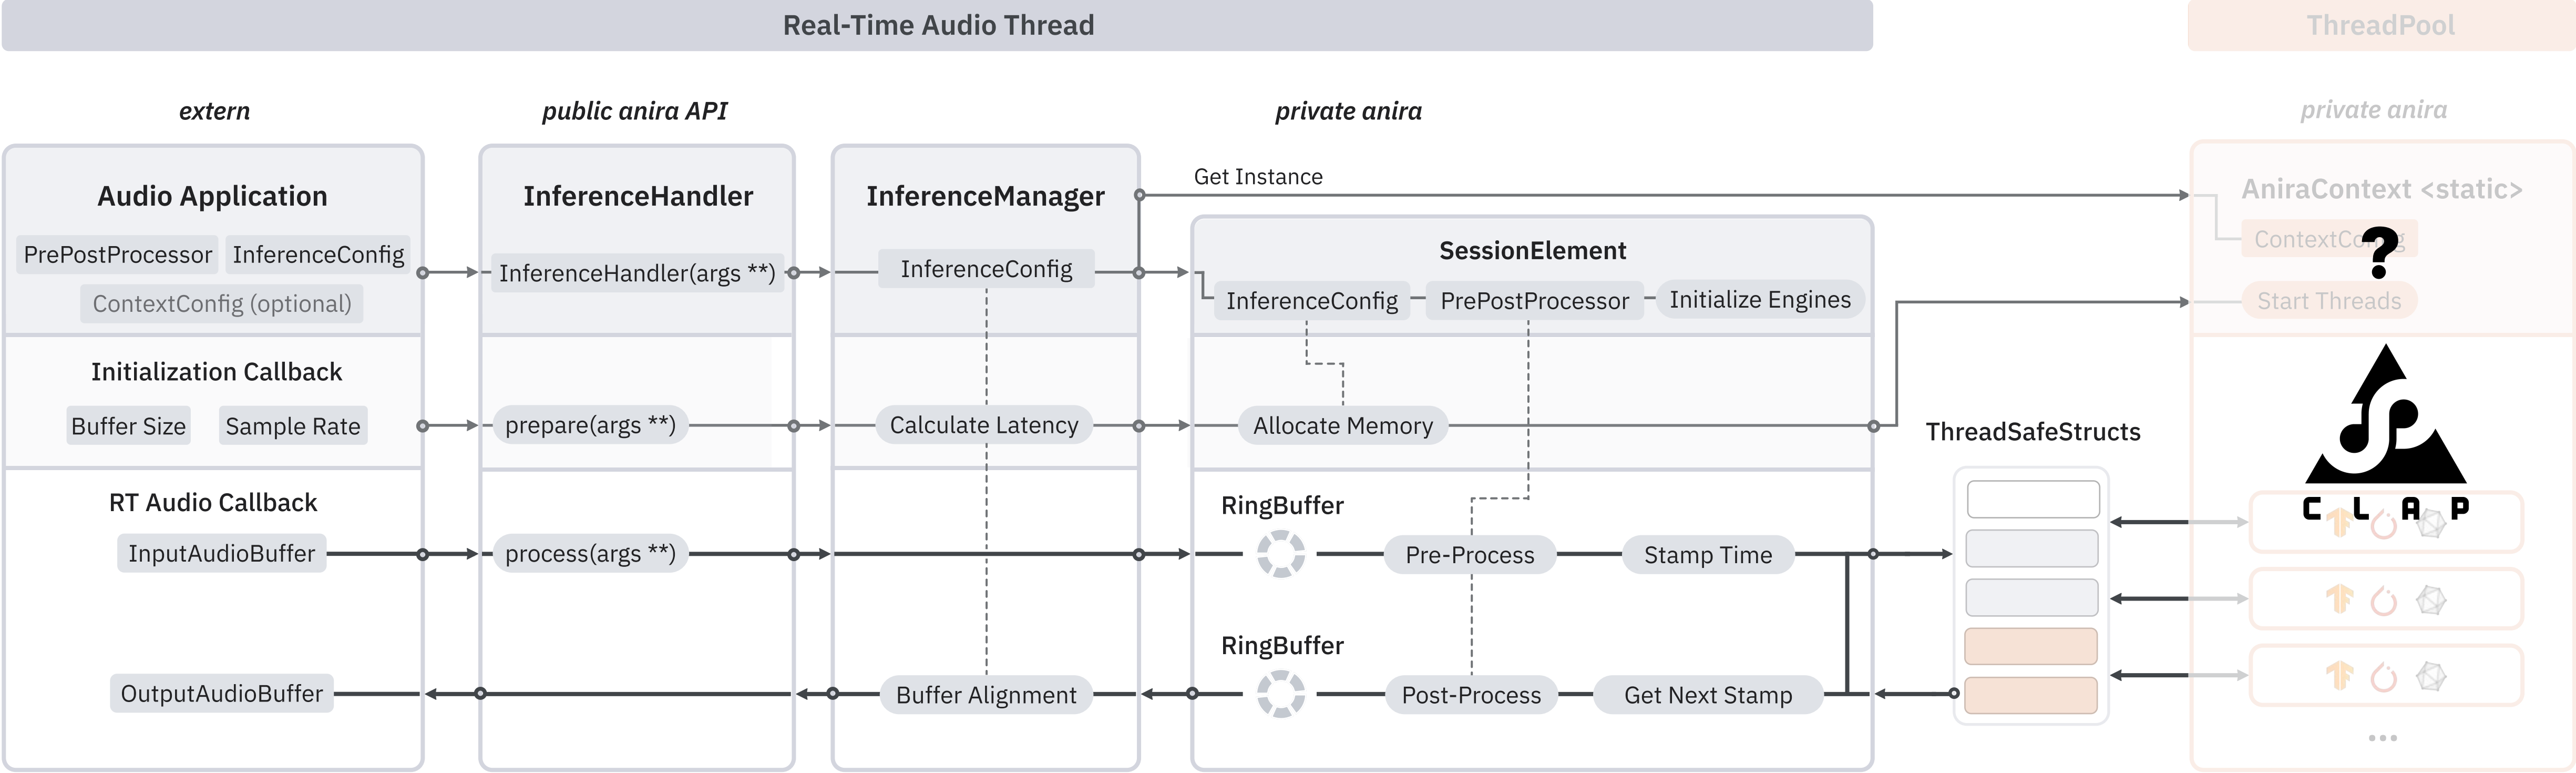 Real-Time Audio Thread
ThreadPool
extern
public anira API
private anira
private anira
Audio Application
PrePostProcessor
InferenceConfig
ContextConfig (optional)
Initialization Callback
Buffer Size
Sample Rate
RT Audio Callback
InputAudioBuffer
OutputAudioBuffer
InferenceHandler
InferenceHandler(args **)
prepare(args **)
process(args **)
InferenceManager
InferenceConfig
Calculate Latency
Buffer Alignment
Get Instance
SessionElement
InferenceConfig
PrePostProcessor
Initialize Engines
Allocate Memory
RingBuffer
Pre-Process
Stamp Time
RingBuffer
Post-Process
Get Next Stamp
ThreadSafeStructs
AniraContext <static>
?
Start Threads
CLAP
...